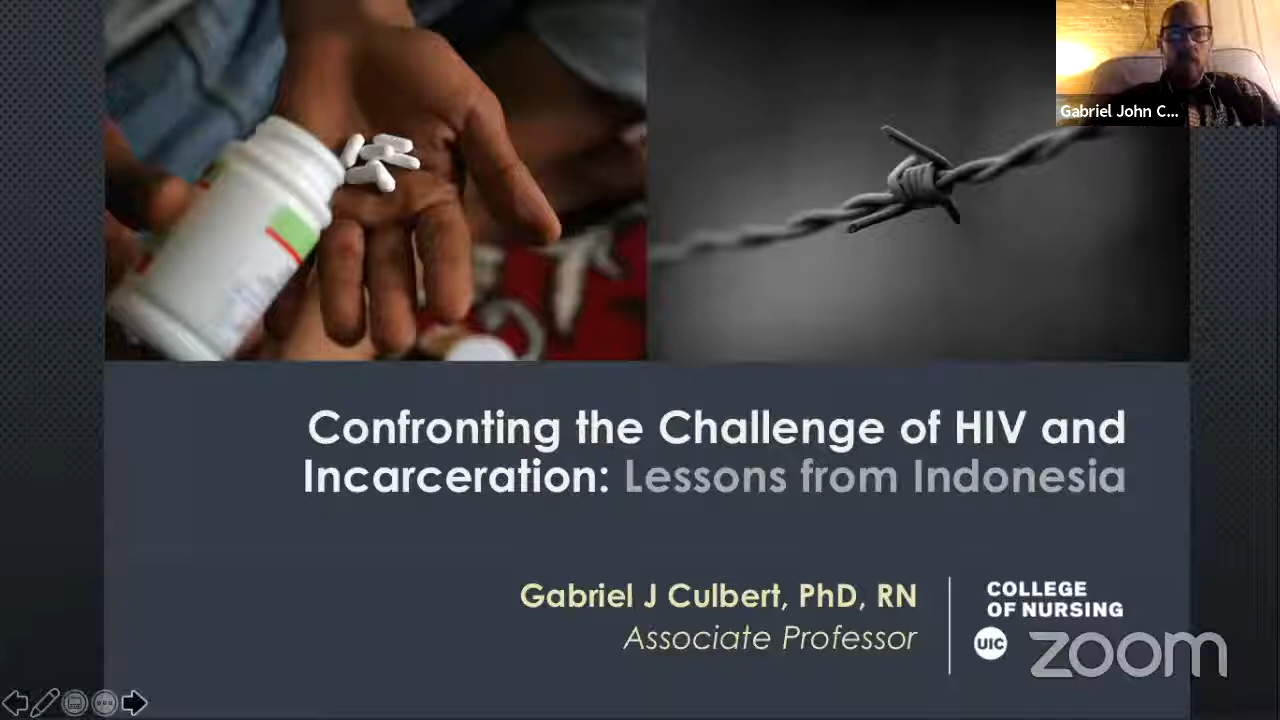 Gabriel John C...
Confronting the Challenge of HIV and
Incarceration: Lessons from Indonesia
Gabriel J Culbert, PhD, RN
Associate Professor
COLLEGE
OF NURSING
UIC
zoom